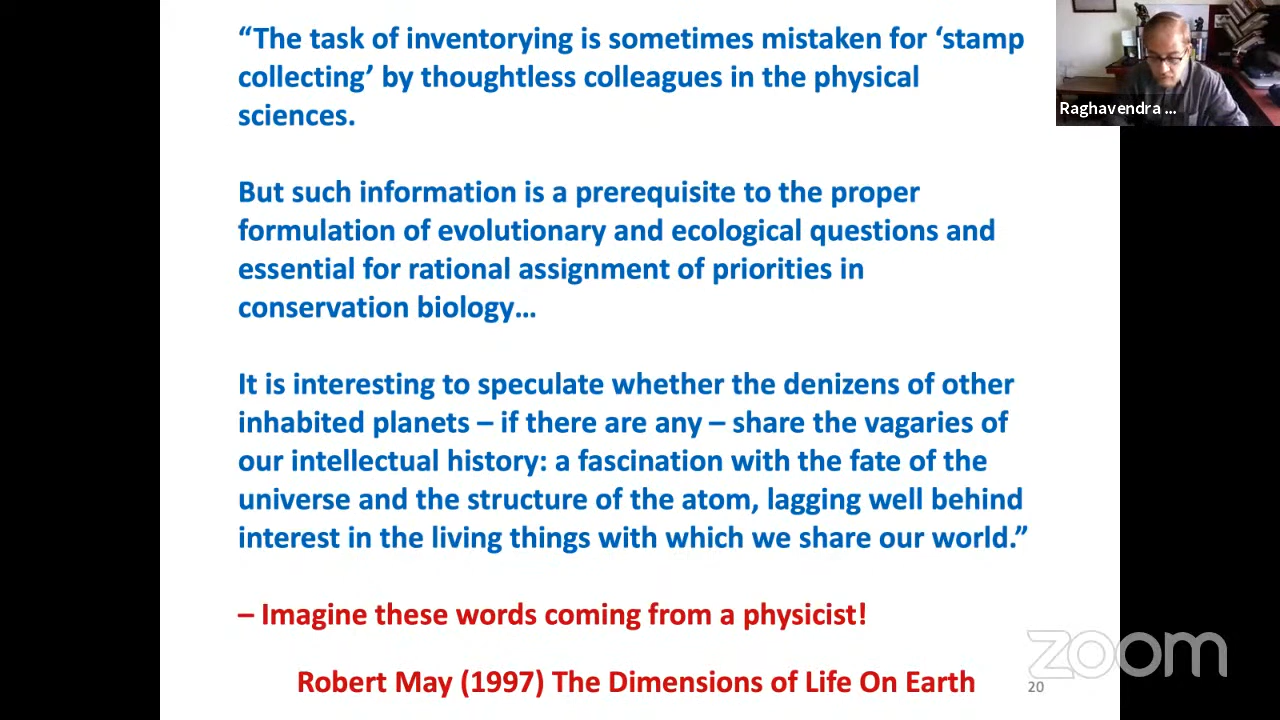 “The task of inventorying is sometimes mistaken for ‘stamp
collecting’ by thoughtless colleagues in the physical
sciences.
But such information is a prerequisite to the proper
formulation of evolutionary and ecological questions and
essential for rational assignment of priorities in
conservation biology…
It is interesting to speculate whether the denizens of other
inhabited planets – if there are any – share the vagaries of
our intellectual history: a fascination with the fate of the
universe and the structure of the atom, lagging well behind
interest in the living things with which we share our world.”
– Imagine these words coming from a physicist!
Robert May (1997) The Dimensions of Life On Earth
20
zoom
Raghavendra ...